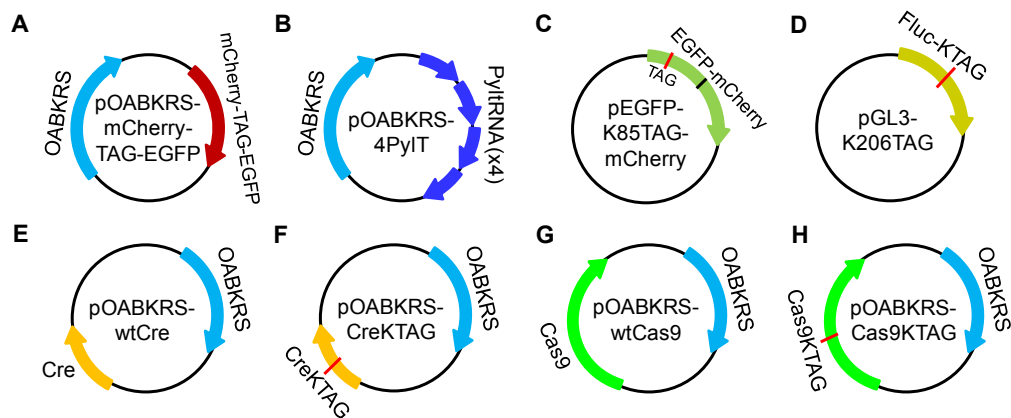 A
OABKRS
pOABKRS-
mCherry-
TAG-EGFP
mCherry-TAG-EGFP
B
OABKRS
pOABKRS-
4PylT
PyltRNA (x4)
C
TAG
EGFP-mCherry
pEGFP-
K85TAG-
mCherry
D
Fluc-KTAG
pGL3-
K206TAG
E
pOABKRS-
wtCre
OABKRS
Cre
F
pOABKRS-
CreKTAG
OABKRS
CreKTAG
G
pOABKRS-
wtCas9
OABKRS
Cas9
H
pOABKRS-
Cas9KTAG
OABKRS
Cas9KTAG